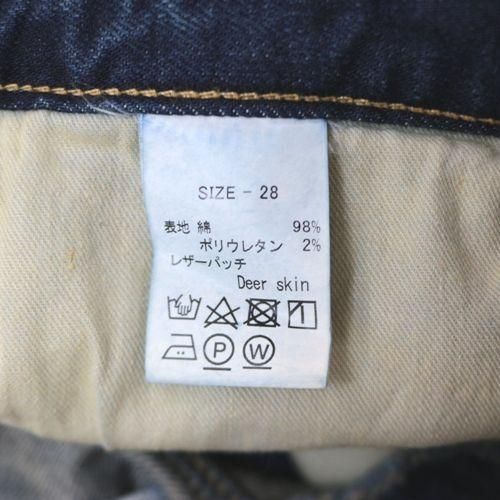 SIZE - 28
表地 綿 98%
ポリウレタン 2%
レザーパッチ
Deer skin
P W